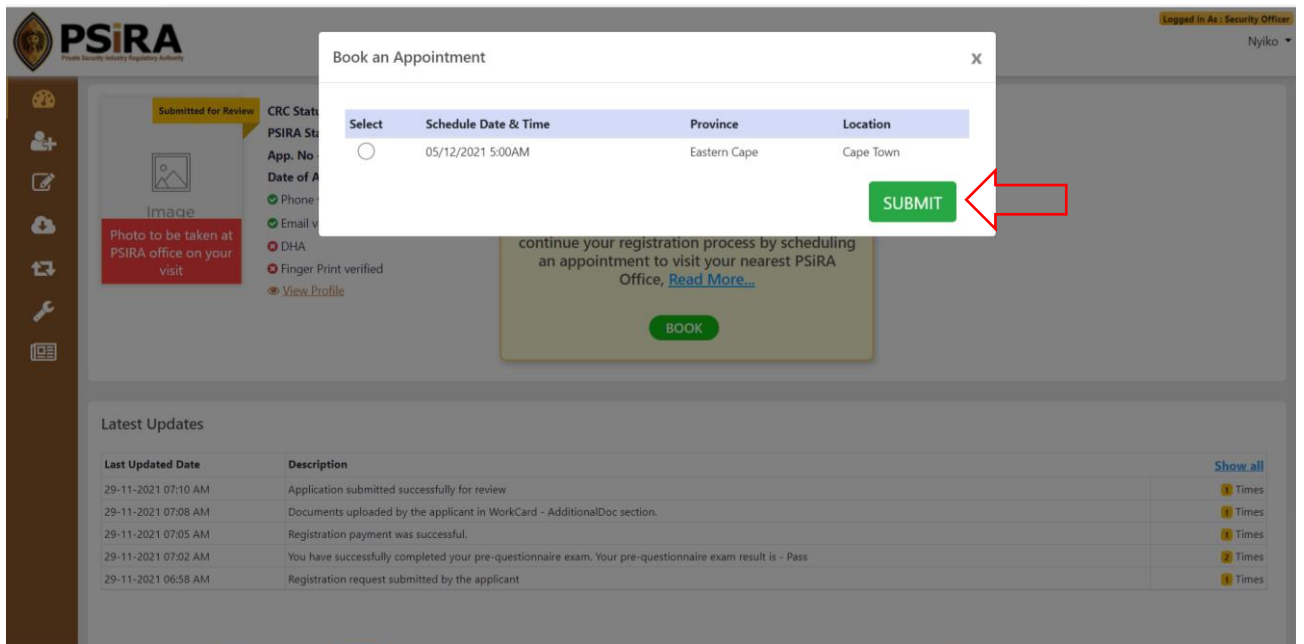 PSiRA
Private Security Industry Regulatory Authority
Logged in As : Security Officer
Nyiko
Book an Appointment
X
Select Schedule Date & Time Province Location
05/12/2021 5:00AM Eastern Cape Cape Town
SUBMIT
Submitted for Review
Image
Photo to be taken at
PSIRA office on your
visit
CRC Statu
PSIRA Sta
App. No
Date of A
Phone
Email v
DHA
Finger Print verified
View Profile
continue your registration process by scheduling
an appointment to visit your nearest PSiRA
Office, Read More...
BOOK
Latest Updates
Last Updated Date Description Show all
29-11-2021 07:10 AM Application submitted successfully for review 1 Times
29-11-2021 07:08 AM Documents uploaded by the applicant in WorkCard - AdditionalDoc section. 1 Times
29-11-2021 07:05 AM Registration payment was successful. 1 Times
29-11-2021 07:02 AM You have successfully completed your pre-questionnaire exam. Your pre-questionnaire exam result is - Pass 2 Times
29-11-2021 06:58 AM Registration request submitted by the applicant 1 Times